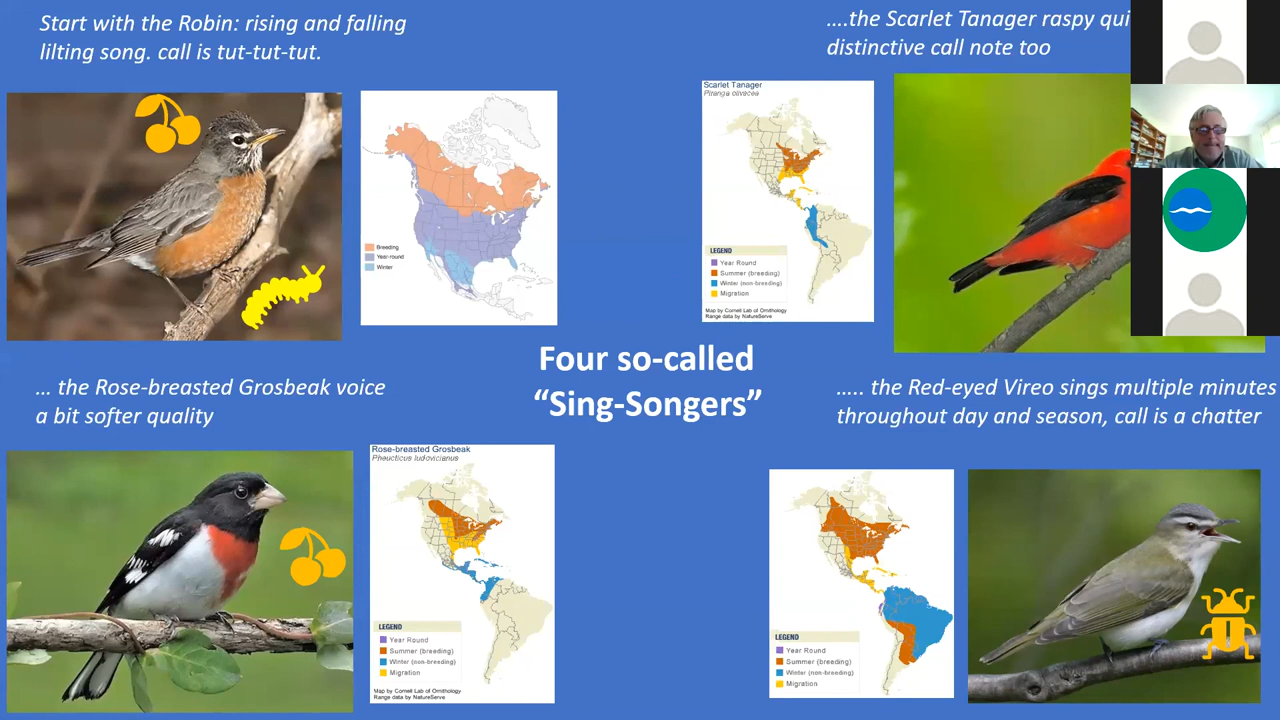 Start with the Robin: rising and falling
lilting song. call is tut-tut-tut.
….the Scarlet Tanager raspy
distinctive call note too
Breeding
Year-round
Winter
Scarlet Tanager
Piranga olivacea
LEGEND
Year Round
Summer (breeding)
Winter (non-breeding)
Migration
Map by Cornell Lab of Ornithology
Range data by NatureServe
Four so-called
“Sing-Songers”
… the Rose-breasted Grosbeak voice
a bit softer quality
….. the Red-eyed Vireo sings multiple minutes
throughout day and season, call is a chatter
Rose-breasted Grosbeak
Pheucticus ludovicianus
LEGEND
Year Round
Summer (breeding)
Winter (non-breeding)
Migration
Map by Cornell Lab of Ornithology
Range data by NatureServe
LEGEND
Year Round
Summer (breeding)
Winter (non-breeding)
Migration